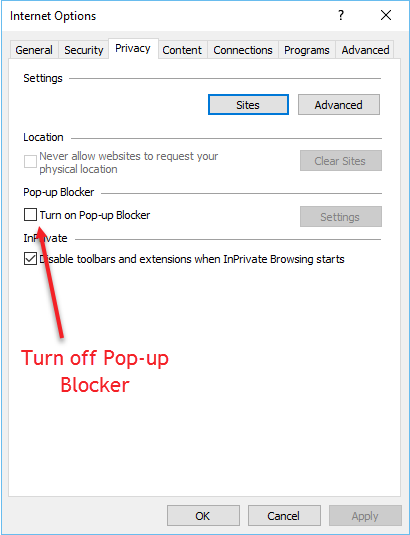 Internet Options ? ×
General Security Privacy Content Connections Programs Advanced
Settings
Sites Advanced
Location
Never allow websites to request your
physical location
Clear Sites
Pop-up Blocker
Turn on Pop-up Blocker Settings
InPrivate
Disable toolbars and extensions when InPrivate Browsing starts
Turn off Pop-up
Blocker
OK Cancel Apply